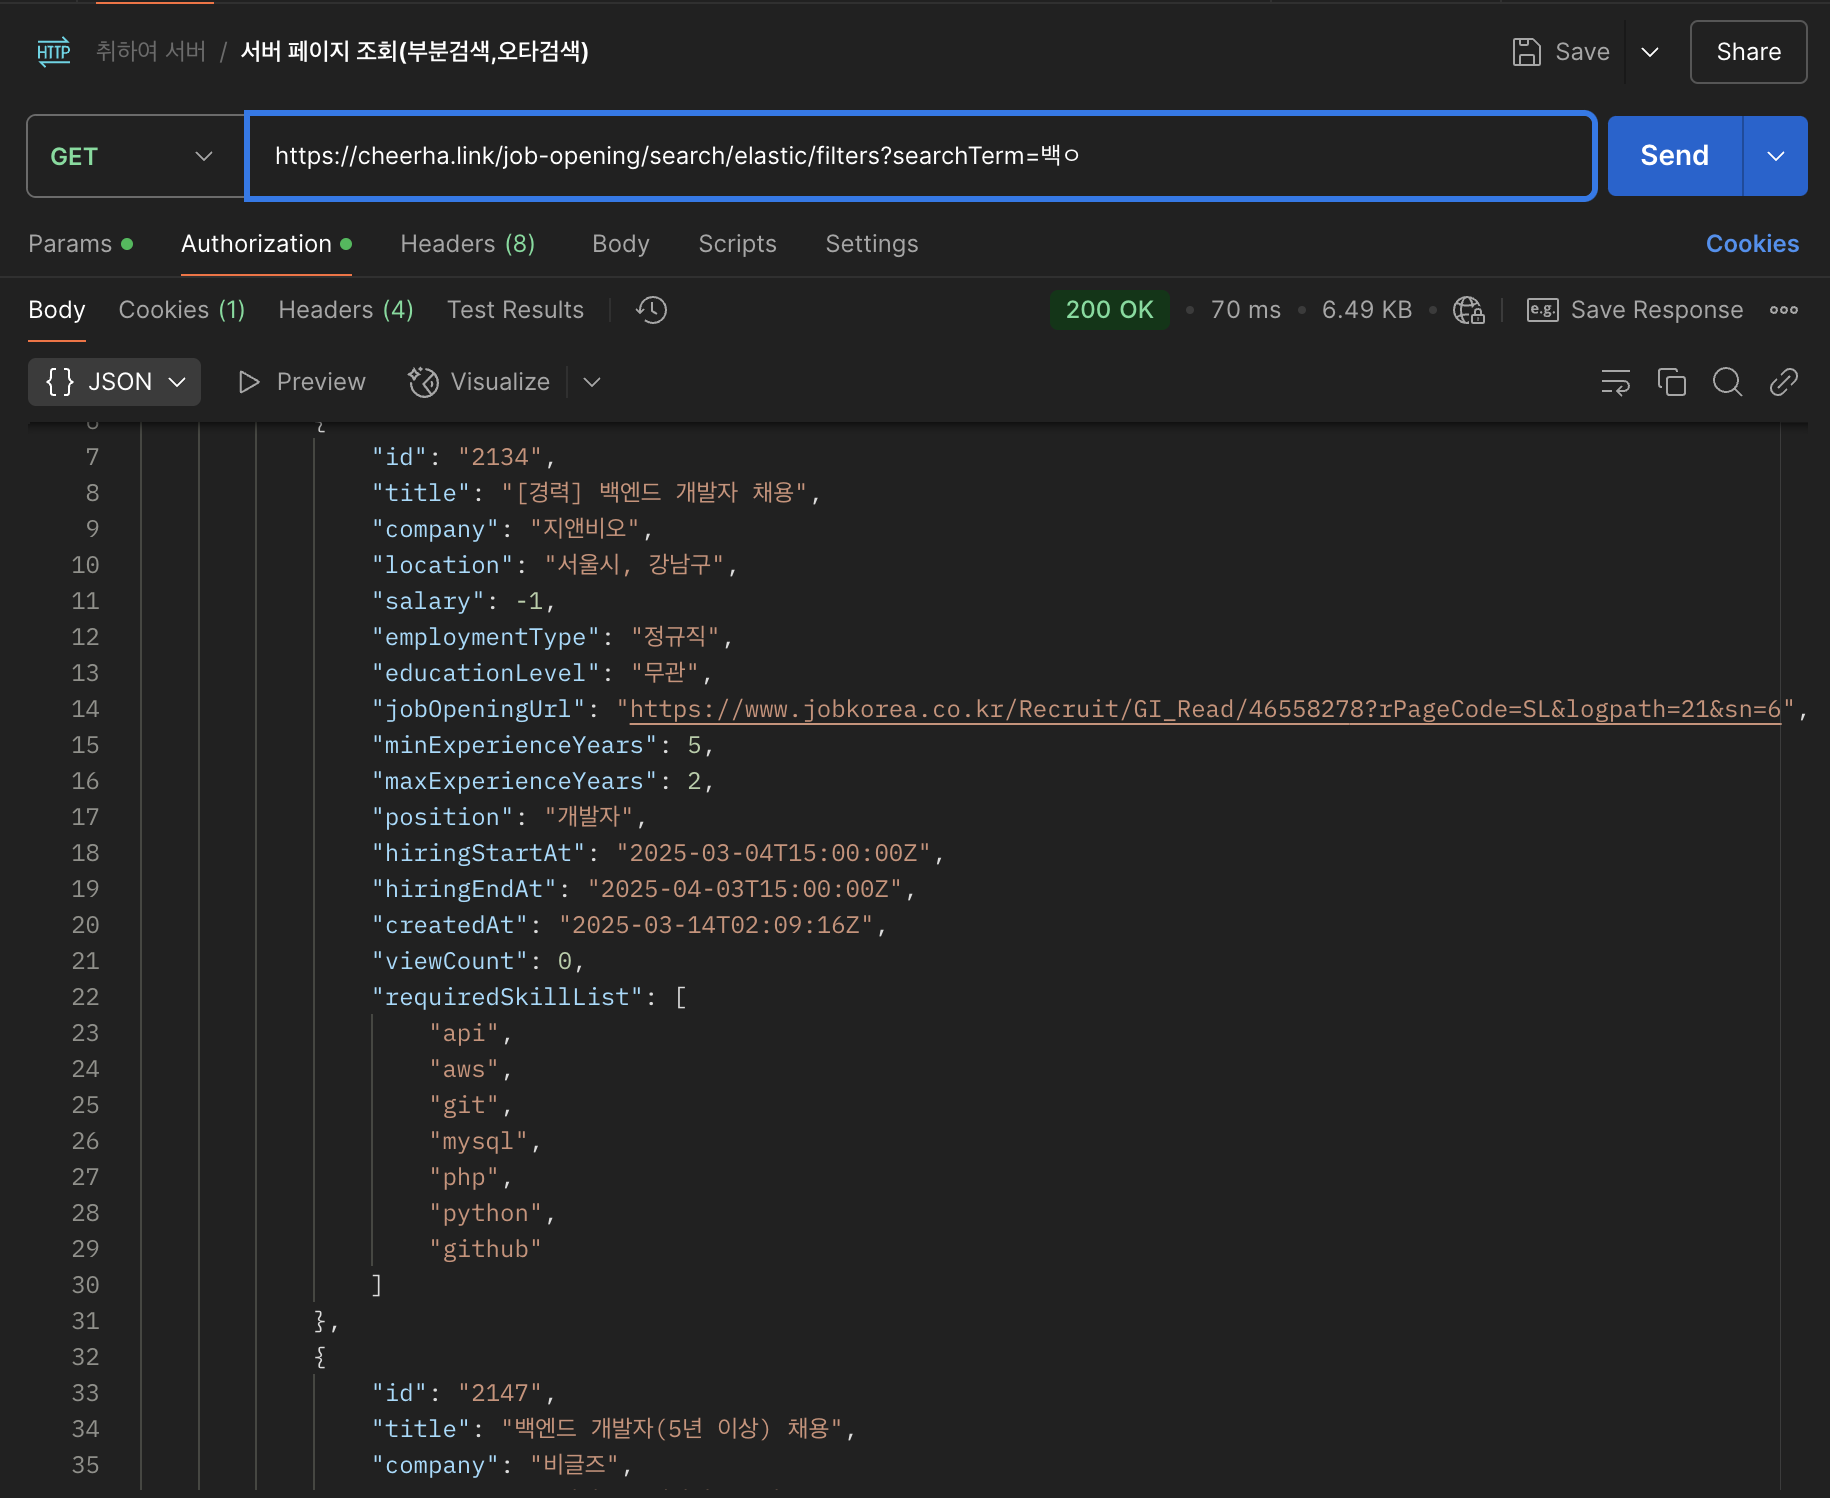 HTTP 취하여 서버 / 서버 페이지 조회(부분검색,오타검색) Save Share
GET https://cheerha.link/job-opening/search/elastic/filters?searchTerm=백ㅇ Send
Params Authorization Headers (8) Body Scripts Settings Cookies
Body Cookies (1) Headers (4) Test Results 200 OK 70 ms 6.49 KB e.g. Save Response
{} JSON Preview Visualize
6 {
7 "id": "2134",
8 "title": "[경력] 백엔드 개발자 채용",
9 "company": "지앤비오",
10 "location": "서울시, 강남구",
11 "salary": -1,
12 "employmentType": "정규직",
13 "educationLevel": "무관",
14 "jobOpeningUrl": "https://www.jobkorea.co.kr/Recruit/GI_Read/46558278?rPageCode=SL&logpath=21&sn=6",
15 "minExperienceYears": 5,
16 "maxExperienceYears": 2,
17 "position": "개발자",
18 "hiringStartAt": "2025-03-04T15:00:00Z",
19 "hiringEndAt": "2025-04-03T15:00:00Z",
20 "createdAt": "2025-03-14T02:09:16Z",
21 "viewCount": 0,
22 "requiredSkillList": [
23 "api",
24 "aws",
25 "git",
26 "mysql",
27 "php",
28 "python",
29 "github"
30 ]
31 },
32 {
33 "id": "2147",
34 "title": "백엔드 개발자(5년 이상) 채용",
35 "company": "비글즈",